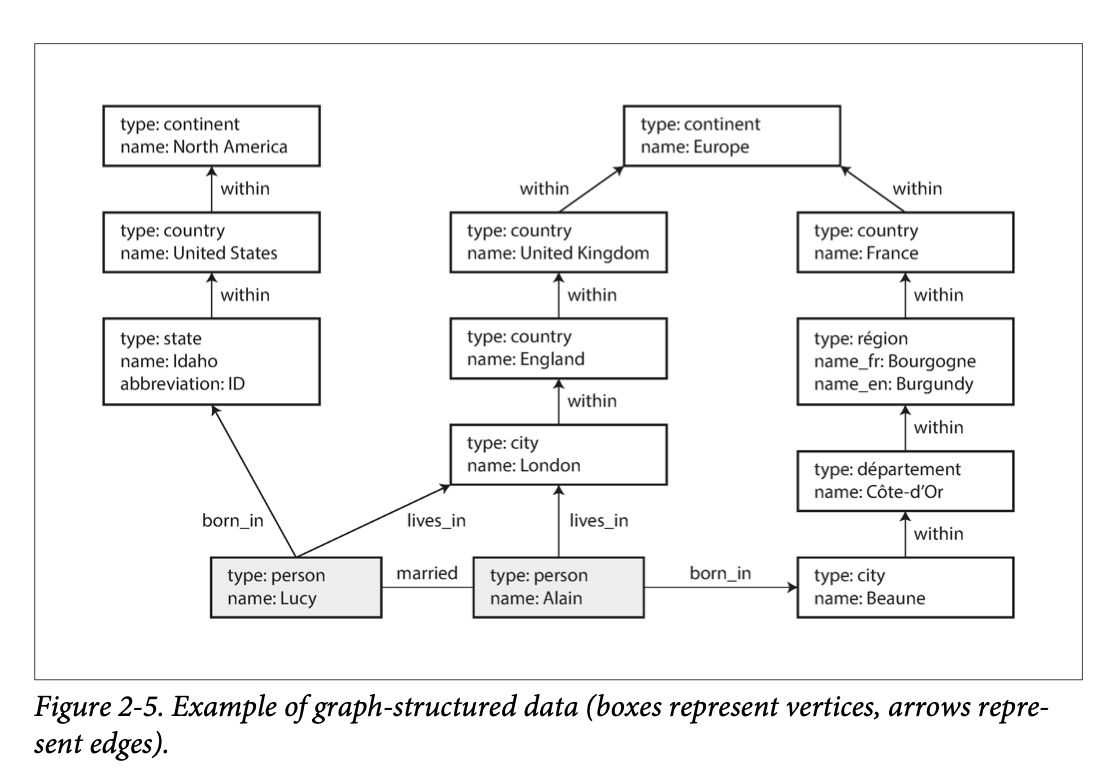 type: continent
name: North America
type: continent
name: Europe
within
within
within
type: country
name: United States
type: country
name: United Kingdom
type: country
name: France
within
within
within
type: state
name: Idaho
abbreviation: ID
type: country
name: England
type: région
name_fr: Bourgogne
name_en: Burgundy
within
within
type: city
name: London
type: département
name: Côte-d’Or
born_in
lives_in
lives_in
within
type: person
name: Lucy
married
type: person
name: Alain
born_in
type: city
name: Beaune
Figure 2-5. Example of graph-structured data (boxes represent vertices, arrows repre-
sent edges).